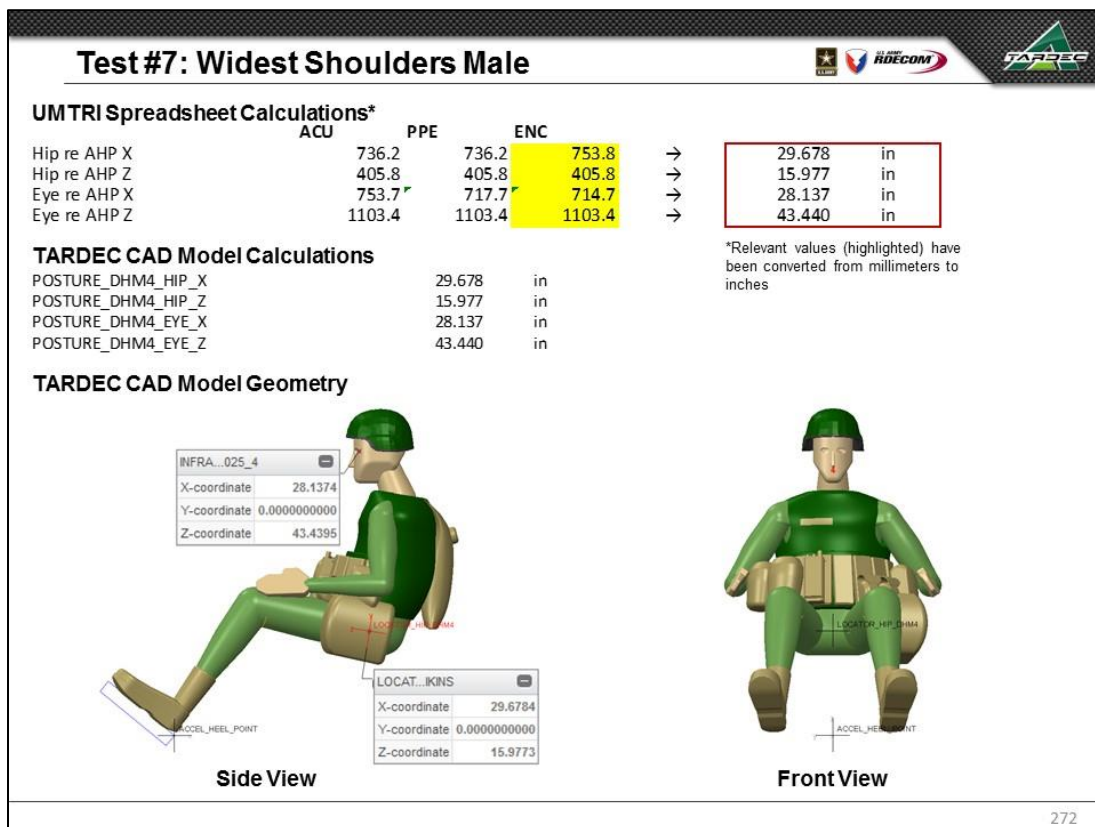 Test #7: Widest Shoulders Male
U.S. ARMY
RDECOM
TARDEC
UMTRI Spreadsheet Calculations*
ACU PPE ENC
Hip re AHP X 736.2 736.2 753.8 → 29.678 in
Hip re AHP Z 405.8 405.8 405.8 → 15.977 in
Eye re AHP X 753.7 717.7 714.7 → 28.137 in
Eye re AHP Z 1103.4 1103.4 1103.4 → 43.440 in
*Relevant values (highlighted) have
been converted from millimeters to
inches
TARDEC CAD Model Calculations
POSTURE_DHM4_HIP_X 29.678 in
POSTURE_DHM4_HIP_Z 15.977 in
POSTURE_DHM4_EYE_X 28.137 in
POSTURE_DHM4_EYE_Z 43.440 in
TARDEC CAD Model Geometry
INFRA...025_4
X-coordinate 28.1374
Y-coordinate 0.0000000000
Z-coordinate 43.4395
LOCATOR_HIP_DHM4
LOCATOR_HIP_DHM4
LOCAT...IKINS
X-coordinate 29.6784
Y-coordinate 0.0000000000
Z-coordinate 15.9773
ACCEL_HEEL_POINT
ACCEL_HEEL_POINT
Side View
Front View
272